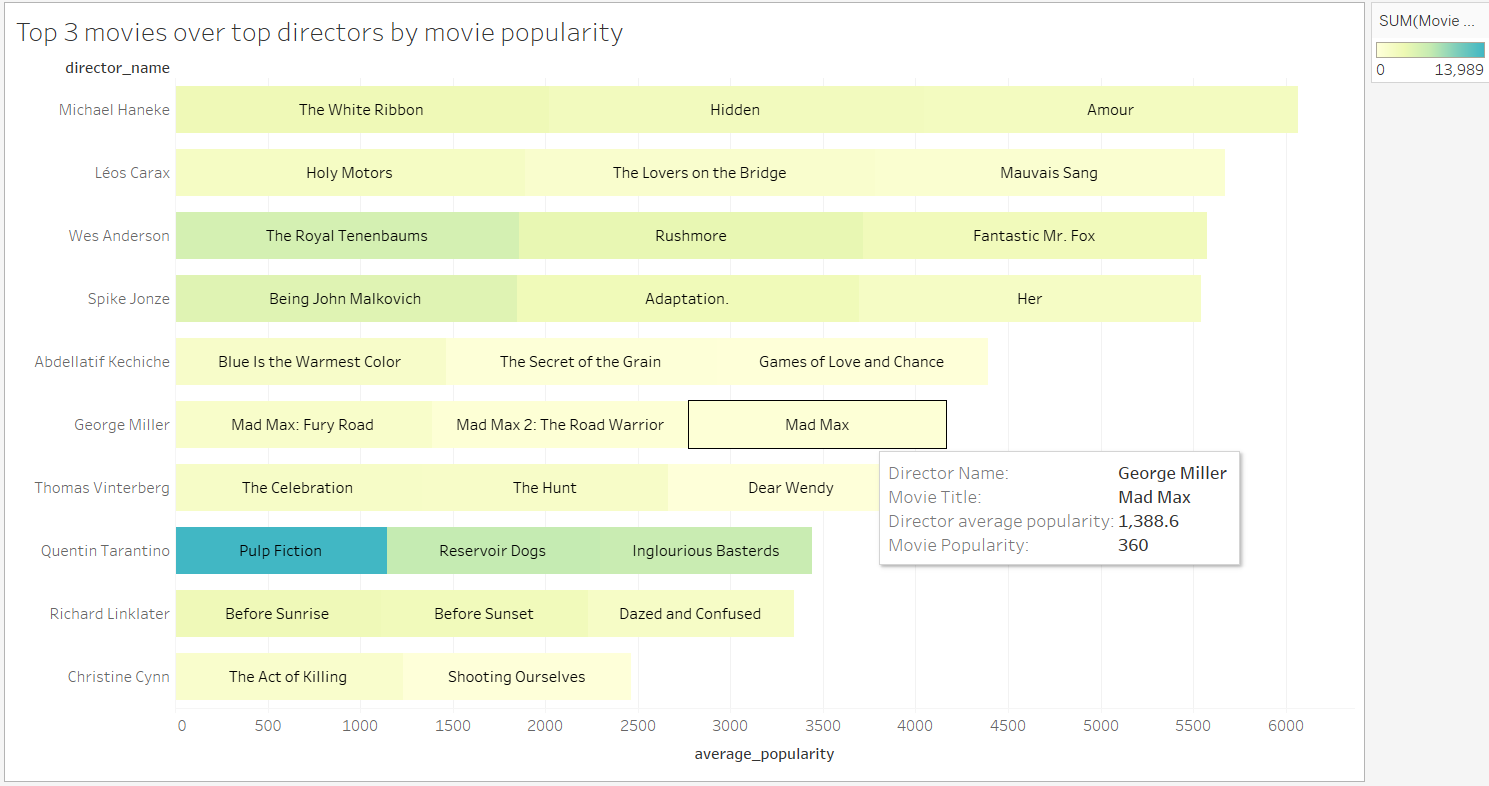 Top 3 movies over top directors by movie popularity
SUM(Movie ...
0 13,989
director_name
Michael Haneke The White Ribbon Hidden Amour
Léos Carax Holy Motors The Lovers on the Bridge Mauvais Sang
Wes Anderson The Royal Tenenbaums Rushmore Fantastic Mr. Fox
Spike Jonze Being John Malkovich Adaptation. Her
Abdellatif Kechiche Blue Is the Warmest Color The Secret of the Grain Games of Love and Chance
George Miller Mad Max: Fury Road Mad Max 2: The Road Warrior Mad Max
Thomas Vinterberg The Celebration The Hunt Dear Wendy
Director Name: George Miller
Movie Title: Mad Max
Director average popularity: 1,388.6
Movie Popularity: 360
Quentin Tarantino Pulp Fiction Reservoir Dogs Inglourious Basterds
Richard Linklater Before Sunrise Before Sunset Dazed and Confused
Christine Cynn The Act of Killing Shooting Ourselves
0 500 1000 1500 2000 2500 3000 3500 4000 4500 5000 5500 6000
average_popularity